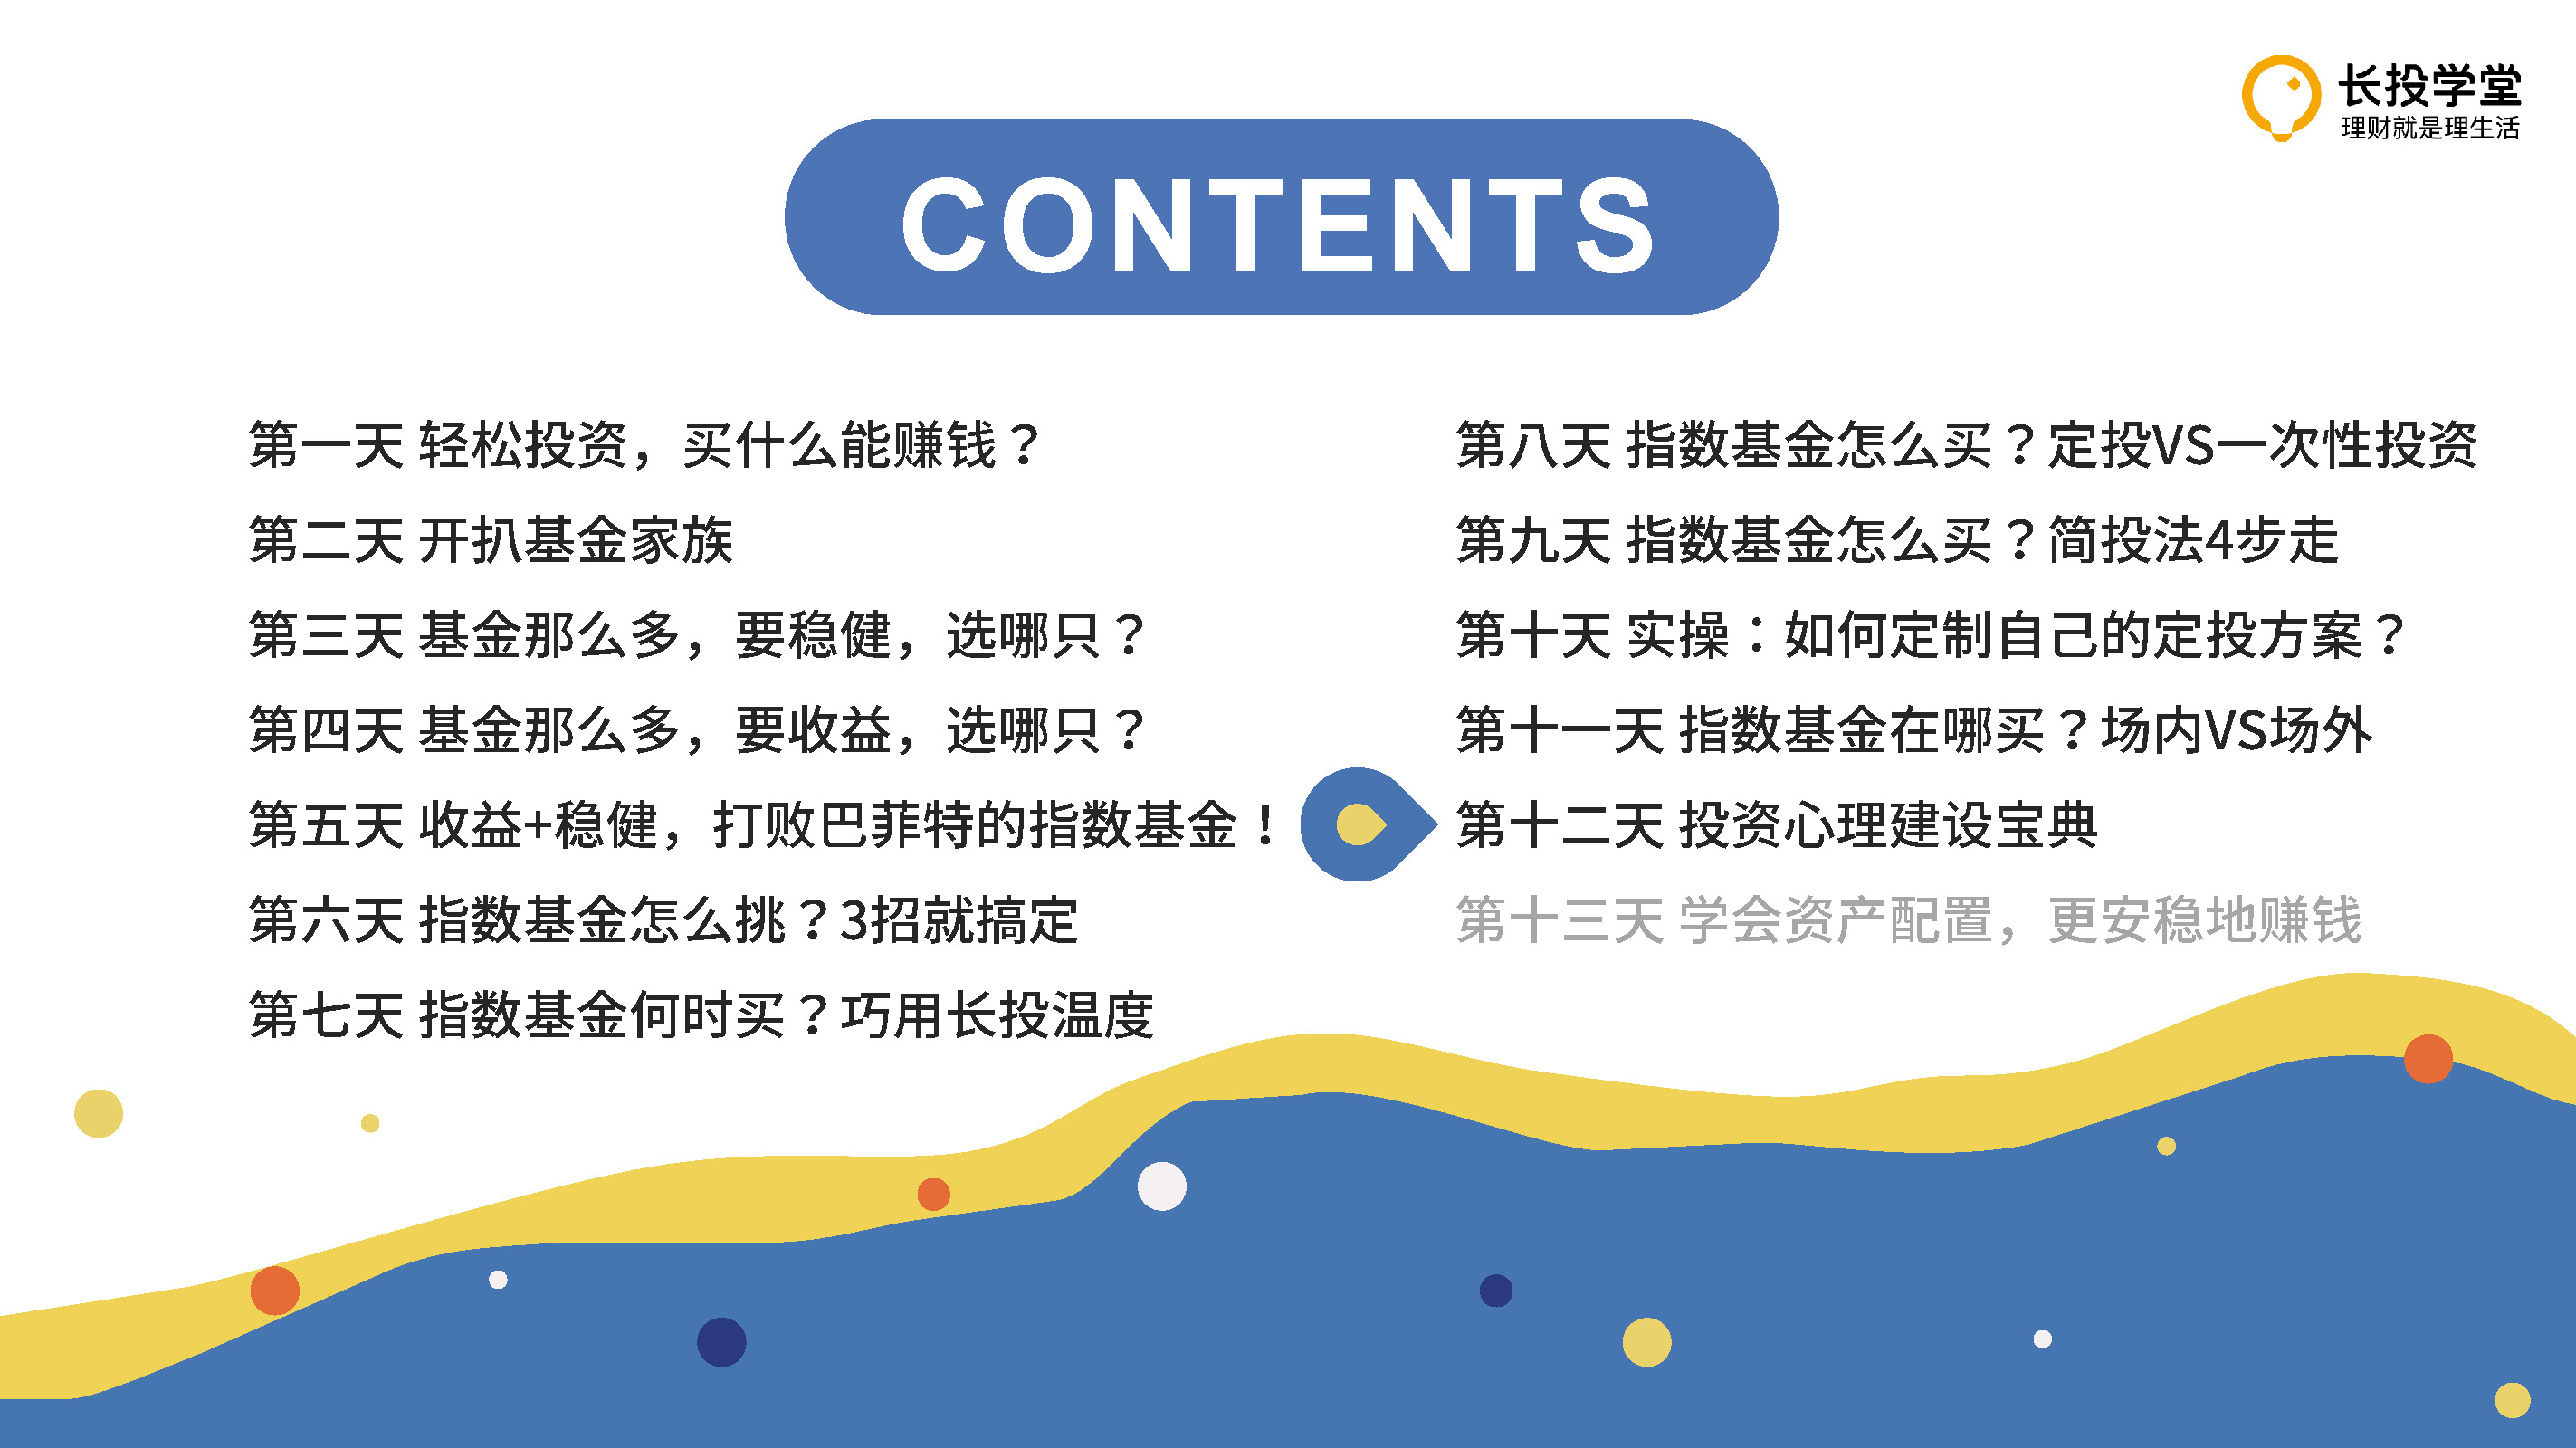 长投学堂
理财就是理生活
CONTENTS
第一天 轻松投资，买什么能赚钱？
第二天 开扒基金家族
第三天 基金那么多，要稳健，选哪只？
第四天 基金那么多，要收益，选哪只？
第五天 收益+稳健，打败巴菲特的指数基金！
第六天 指数基金怎么挑？3招就搞定
第七天 指数基金何时买？巧用长投温度
第八天 指数基金怎么买？定投VS一次性投资
第九天 指数基金怎么买？简投法4步走
第十天 实操：如何定制自己的定投方案？
第十一天 指数基金在哪买？场内VS场外
第十二天 投资心理建设宝典
第十三天 学会资产配置，更安稳地赚钱